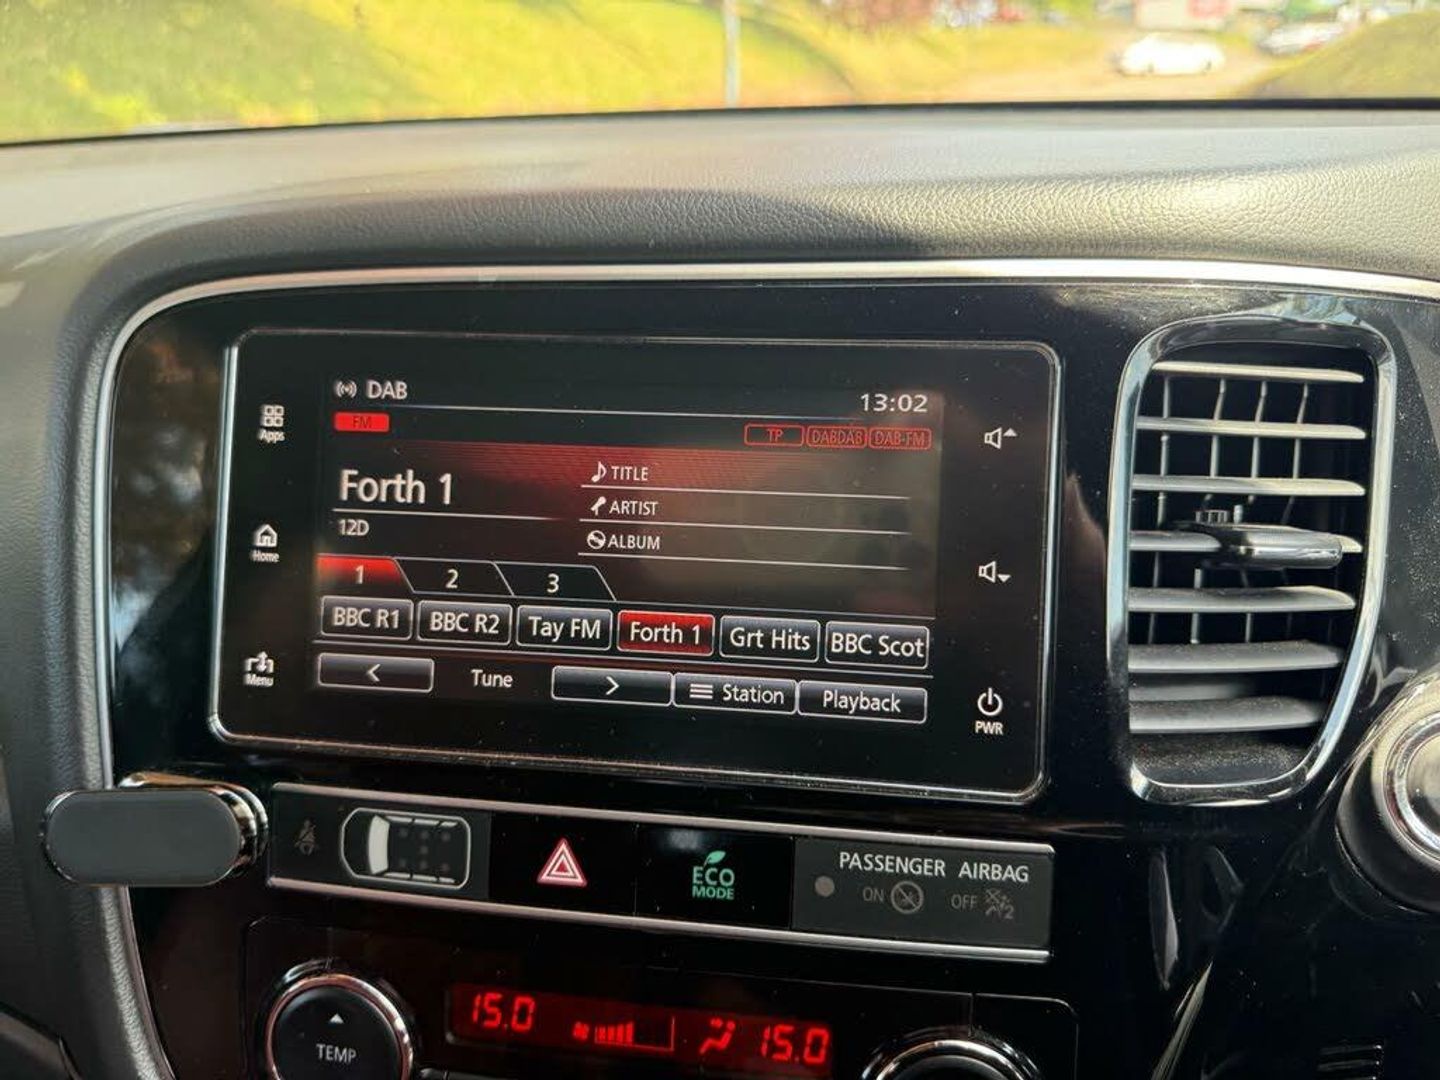 DAB
13:02
FM
TP DABDAB DAB-FM
Apps
Forth 1
TITLE
12D
ARTIST
ALBUM
Home
1 2 3
BBC R1 BBC R2 Tay FM Forth 1 Grt Hits BBC Scot
Menu
< Tune > Station Playback
PWR
ECO
MODE
PASSENGER AIRBAG
ON OFF 2
15.0 15.0
TEMP